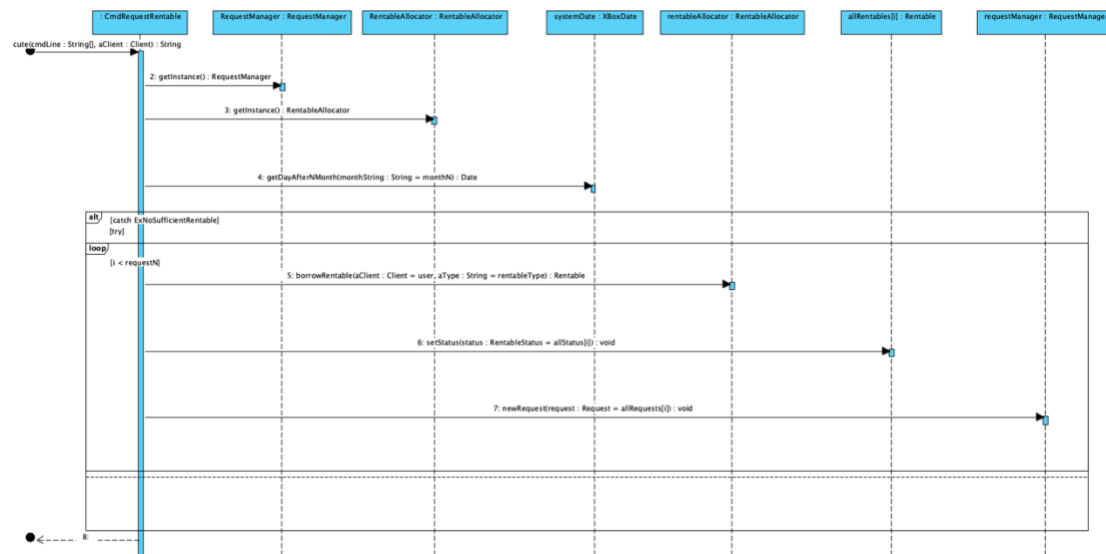 : CmdRequestRentable
RequestManager : RequestManager
RentableAllocator : RentableAllocator
systemDate : XBoxDate
rentableAllocator : RentableAllocator
allRentables[i] : Rentable
requestManager : RequestManager
cute(cmdLine : String[], aClient : Client) : String
2: getInstance() : RequestManager
3: getInstance() : RentableAllocator
4: getDayAfterNMonth(monthString : String = monthN) : Date
alt
[catch ExNoSufficientRentable]
[try]
loop
[i < requestN]
5: borrowRentable(aClient : Client = user, aType : String = rentableType) : Rentable
6: setStatus(status : RentableStatus = allStatus[i]) : void
7: newRequest(request : Request = allRequests[i]) : void
8: